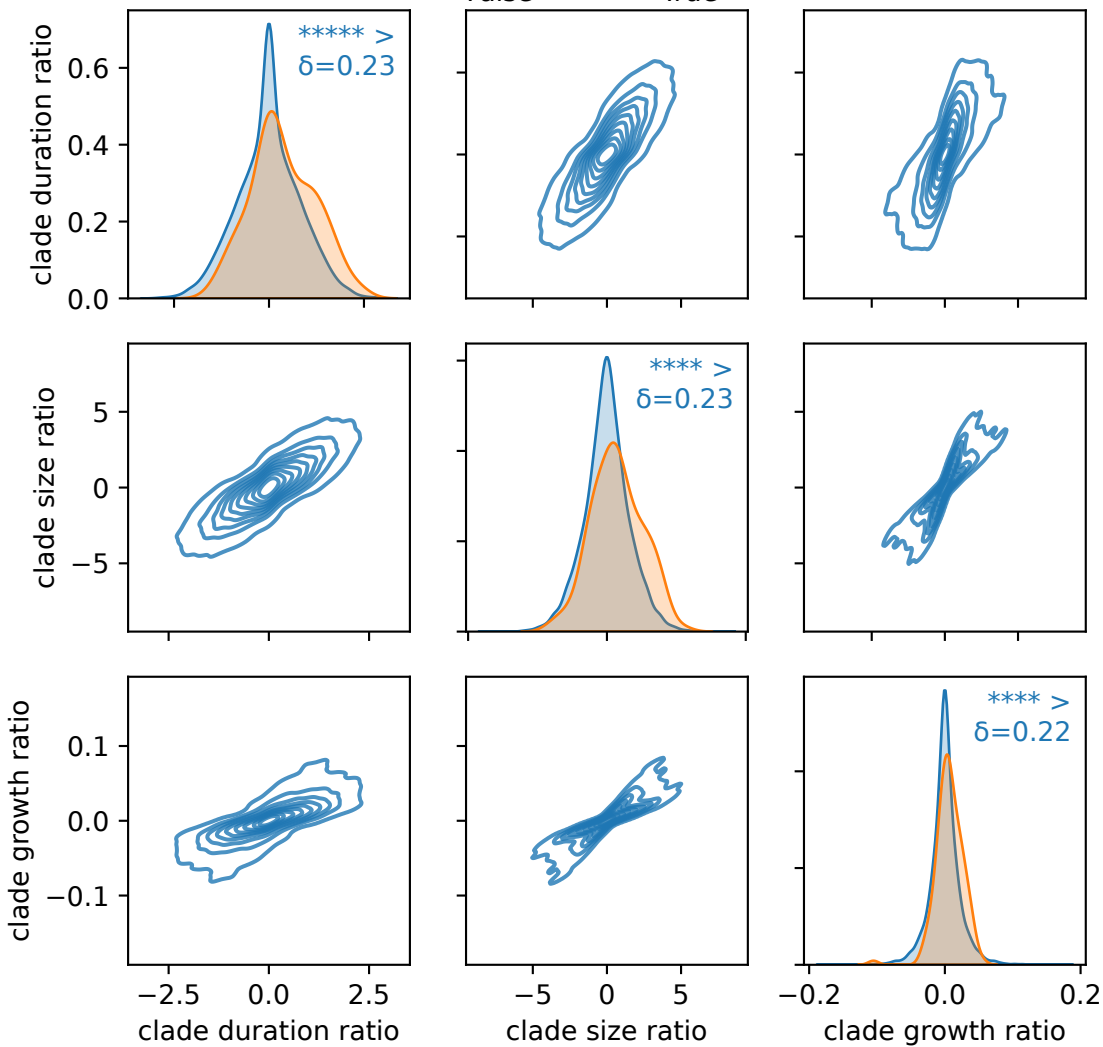 clade duration ratio
0.6
0.4
0.2
0.0
***** >
δ=0.23
clade size ratio
5
0
−5
**** >
δ=0.23
clade growth ratio
0.1
0.0
−0.1
**** >
δ=0.22
−2.5 0.0 2.5
clade duration ratio
−5 0 5
clade size ratio
−0.2 0.0 0.2
clade growth ratio